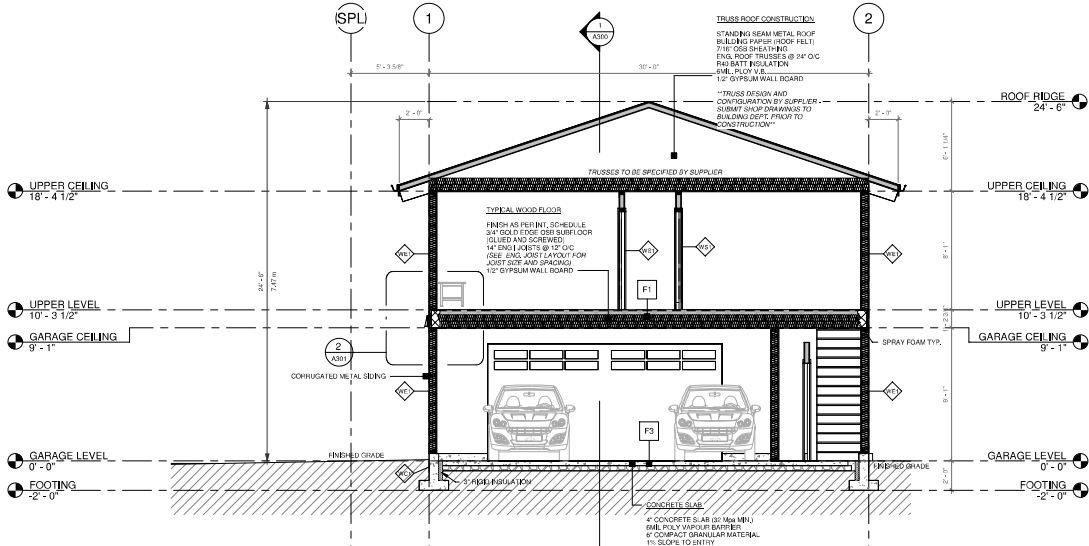 (SPL)
1
2
1
A300
TRUSS ROOF CONSTRUCTION
STANDING SEAM METAL ROOF
BUILDING PAPER (ROOF FELT)
7/16" OSB SHEATHING
ENG. ROOF TRUSSES @ 24" O/C
R40 BATT INSULATION
6MIL. PLOY V.B.
1/2" GYPSUM WALL BOARD
**TRUSS DESIGN AND
CONFIGURATION BY SUPPLIER -
SUBMIT SHOP DRAWINGS TO
BUILDING DEPT. PRIOR TO
CONSTRUCTION**
5' - 3 5/8"
30' - 0"
ROOF RIDGE
24' - 6"
2' - 0"
2' - 0"
6' - 1 1/4"
TRUSSES TO BE SPECIFIED BY SUPPLIER
UPPER CEILING
18' - 4 1/2"
UPPER CEILING
18' - 4 1/2"
TYPICAL WOOD FLOOR
FINISH AS PER INT. SCHEDULE
3/4" GOLD EDGE OSB SUBFLOOR
(GLUED AND SCREWED)
14" ENG I JOISTS @ 12" O/C
(SEE ENG. JOIST LAYOUT FOR
JOIST SIZE AND SPACING)
1/2" GYPSUM WALL BOARD
WE1
WS1
WS1
WE1
8' - 1"
24' - 6"
7.47 m
F1
UPPER LEVEL
10' - 3 1/2"
UPPER LEVEL
10' - 3 1/2"
GARAGE CEILING
9' - 1"
SPRAY FOAM TYP.
GARAGE CEILING
9' - 1"
2
A301
CORRUGATED METAL SIDING
WE1
WE1
9' - 1"
F3
GARAGE LEVEL
0' - 0"
FINISHED GRADE
FINISHED GRADE
GARAGE LEVEL
0' - 0"
WC1
3" RIGID INSULATION
2' - 0"
FOOTING
-2' - 0"
FOOTING
-2' - 0"
CONCRETE SLAB
4" CONCRETE SLAB (32 Mpa MIN.)
6MIL POLY VAPOUR BARRIER
6" COMPACT GRANULAR MATERIAL
1% SLOPE TO ENTRY